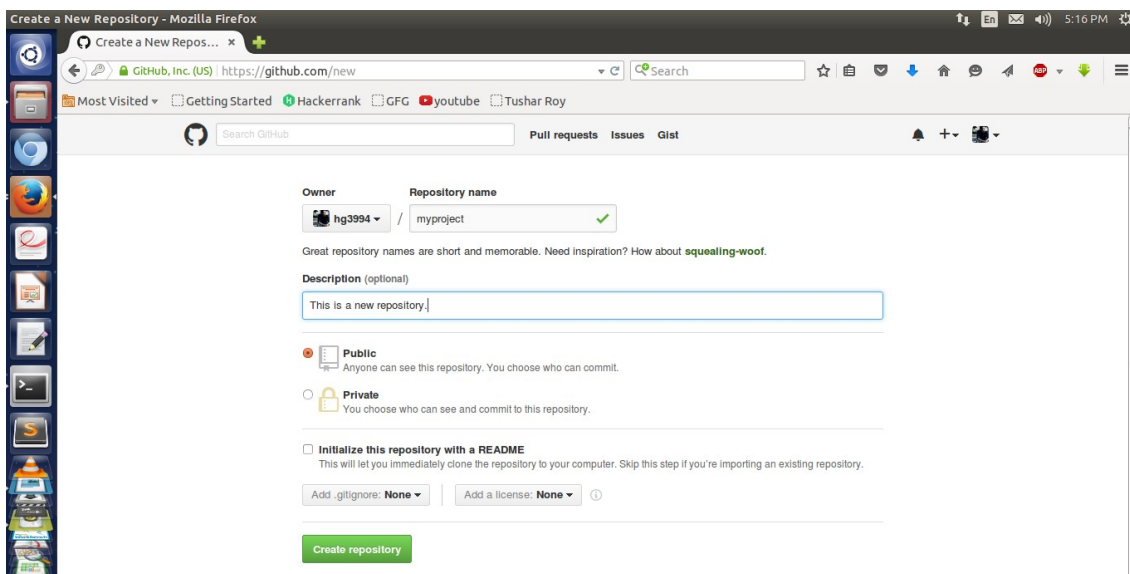 Create a New Repository - Mozilla Firefox
En
5:16 PM
Create a New Repos...
GitHub, Inc. (US)
https://github.com/new
Search
Most Visited
Getting Started
Hackerrank
GFG
youtube
Tushar Roy
Search GitHub
Pull requests Issues Gist
Owner
Repository name
hg3994 / myproject
Great repository names are short and memorable. Need inspiration? How about squealing-woof.
Description (optional)
This is a new repository.
Public
Anyone can see this repository. You choose who can commit.
Private
You choose who can see and commit to this repository.
Initialize this repository with a README
This will let you immediately clone the repository to your computer. Skip this step if you're importing an existing repository.
Add .gitignore: None
Add a license: None
Create repository